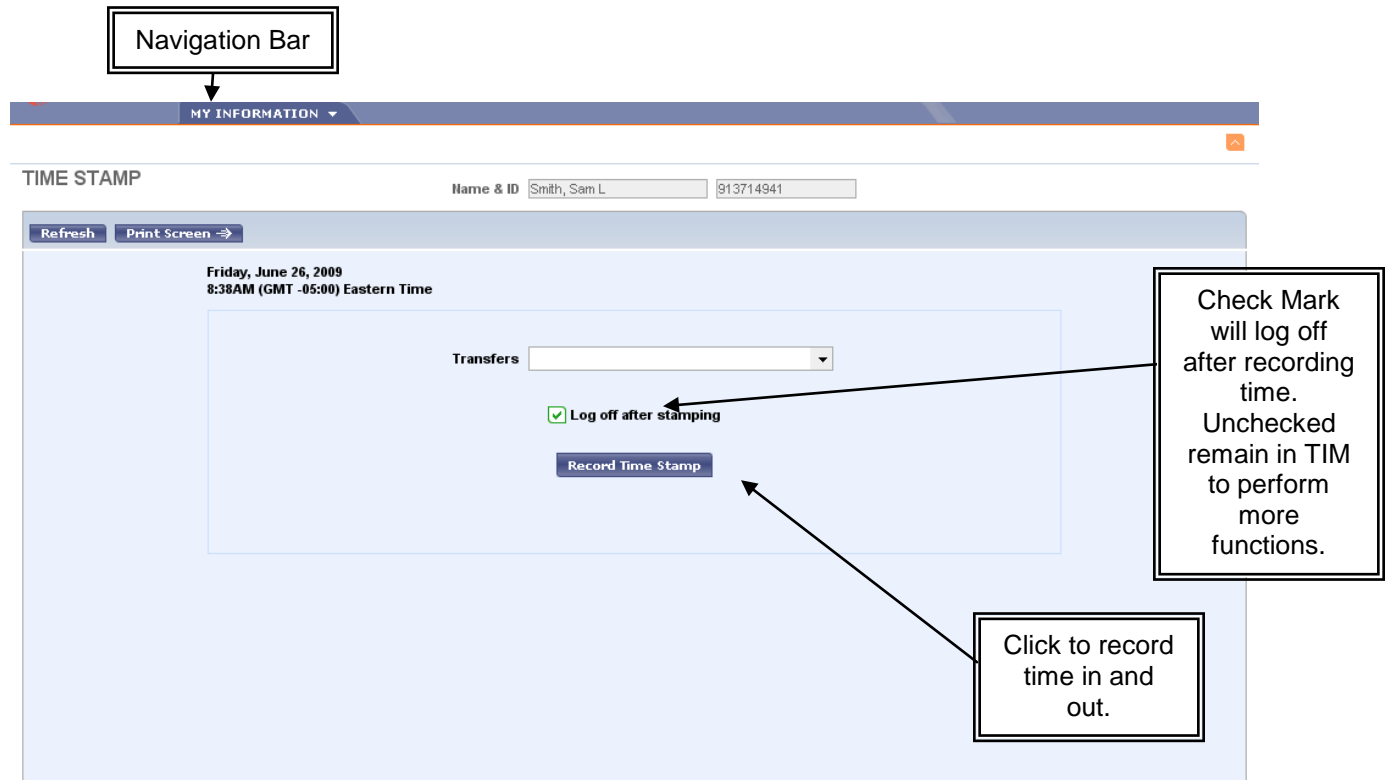 Navigation Bar
MY INFORMATION
TIME STAMP
Name & ID Smith, Sam L 913714941
Refresh Print Screen
Friday, June 26, 2009
8:38AM (GMT -05:00) Eastern Time
Transfers
Log off after stamping
Record Time Stamp
Check Mark
will log off
after recording
time.
Unchecked
remain in TIM
to perform
more
functions.
Click to record
time in and
out.